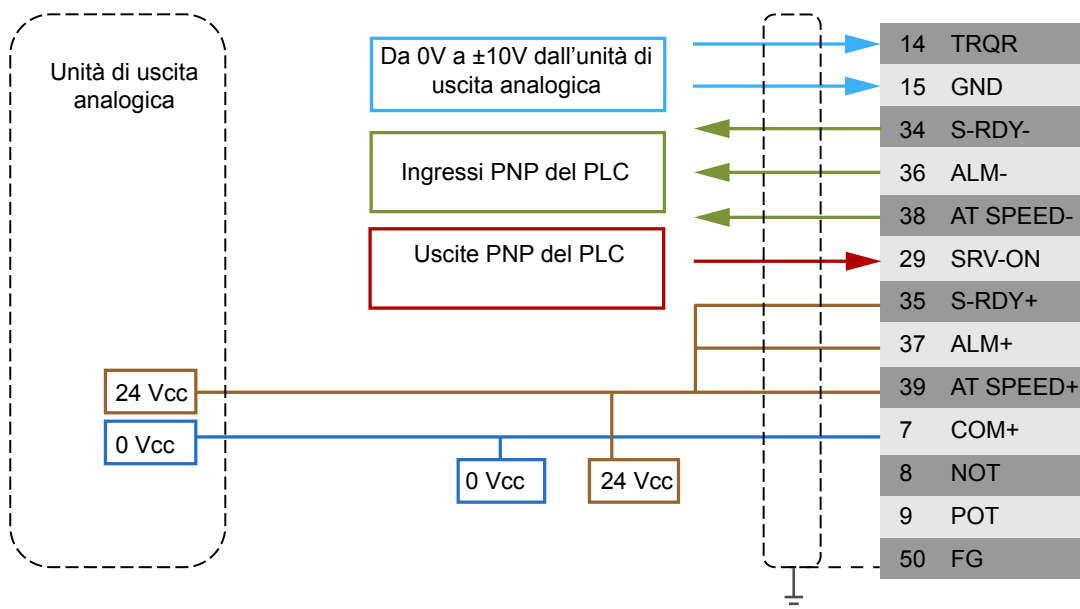 Unità di uscita
analogica
Da 0V a ±10V dall’unità di
uscita analogica
Ingressi PNP del PLC
Uscite PNP del PLC
24 Vcc
0 Vcc
0 Vcc
24 Vcc
14 TRQR
15 GND
34 S-RDY-
36 ALM-
38 AT SPEED-
29 SRV-ON
35 S-RDY+
37 ALM+
39 AT SPEED+
7 COM+
8 NOT
9 POT
50 FG